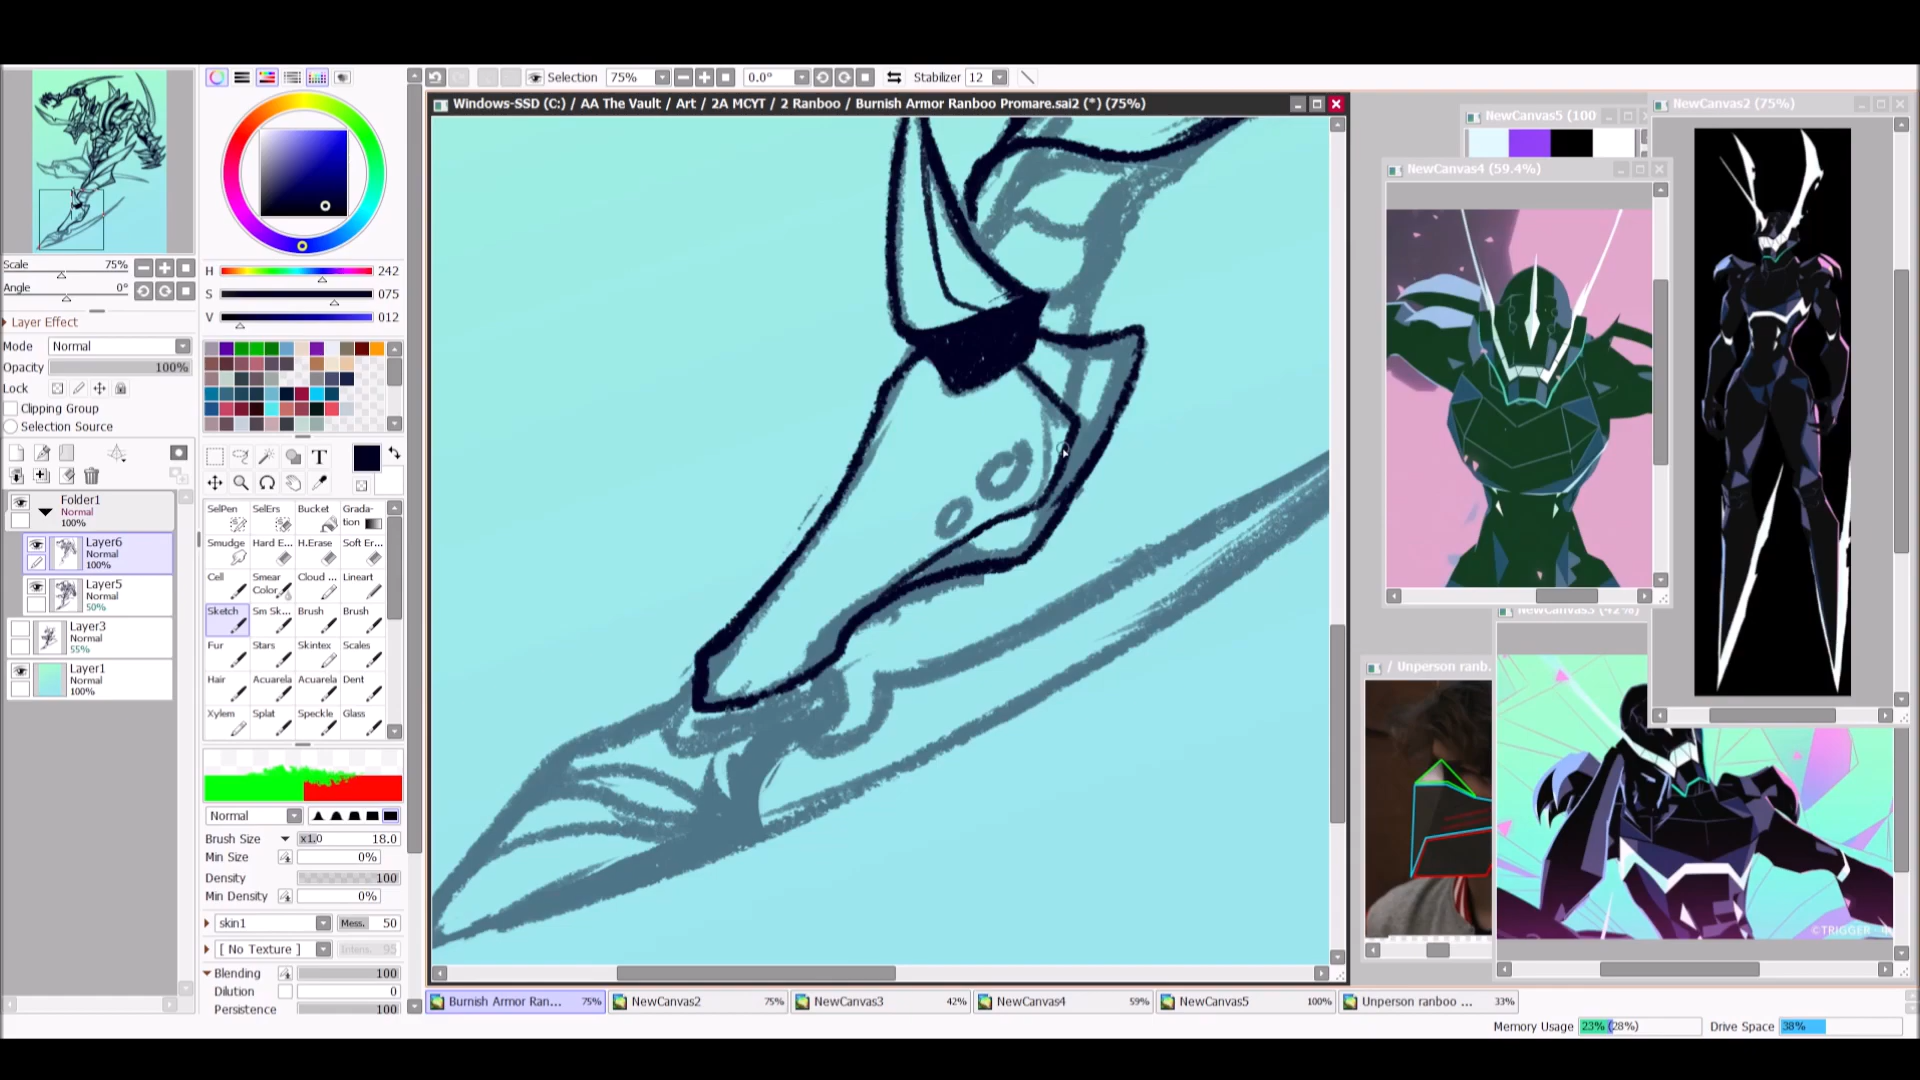 Selection 75% 0.0° Stabilizer 12
Windows-SSD (C:) / AA The Vault / Art / 2A MCYT / 2 Ranboo / Burnish Armor Ranboo Promare.sai2 (*) (75%)
NewCanvas5 (100
NewCanvas2 (75%)
NewCanvas4 (59.4%)
NewCanvas3 (42%)
/ Unperson ranb.
©TRIGGER
Scale 75%
Angle 0°
Layer Effect
Mode Normal
Opacity 100%
Lock
Clipping Group
Selection Source
Folder1
Normal
100%
Layer6
Normal
100%
Layer5
Normal
50%
Layer3
Normal
55%
Layer1
Normal
100%
H 242
S 075
V 012
T
SelPen SelErs Bucket Grada-
tion
Smudge Hard E... H.Erase Soft Er...
Cell Smear Cloud ... Lineart
Color
Sketch Sm Sk... Brush Brush
Fur Stars Skintex Scales
Hair Acuarela Acuarela Dent
Xylem Splat Speckle Glass
Normal
Brush Size x1.0 18.0
Min Size 0%
Density 100
Min Density 0%
skin1 Mess. 50
[ No Texture ] Intens. 95
Blending 100
Dilution 0
Persistence 100
Burnish Armor Ran... 75% NewCanvas2 75% NewCanvas3 42% NewCanvas4 59% NewCanvas5 100% Unperson ranboo ... 33%
Memory Usage 23% (28%) Drive Space 38%